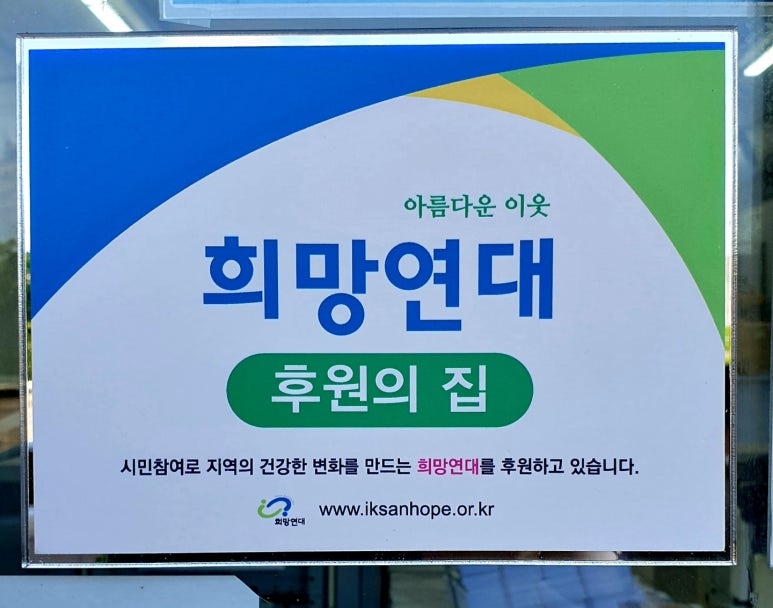 아름다운 이웃
희망연대
후원의 집
시민참여로 지역의 건강한 변화를 만드는 희망연대를 후원하고 있습니다.
희망연대 www.iksanhope.or.kr